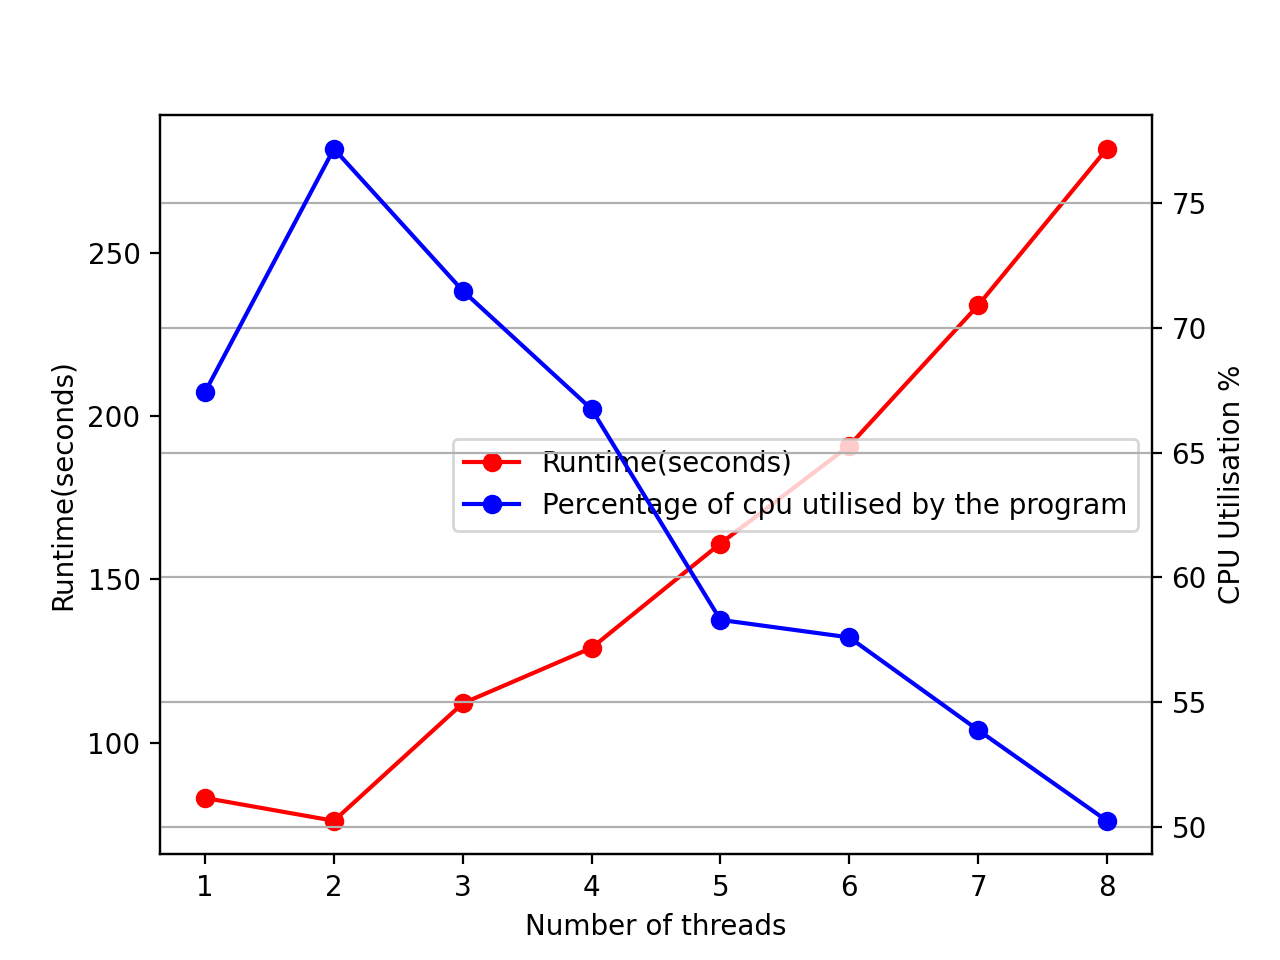 Runtime(seconds)
250
200
150
100
75
70
65
60
55
50
CPU Utilisation %
Runtime(seconds)
Percentage of cpu utilised by the program
1 2 3 4 5 6 7 8
Number of threads